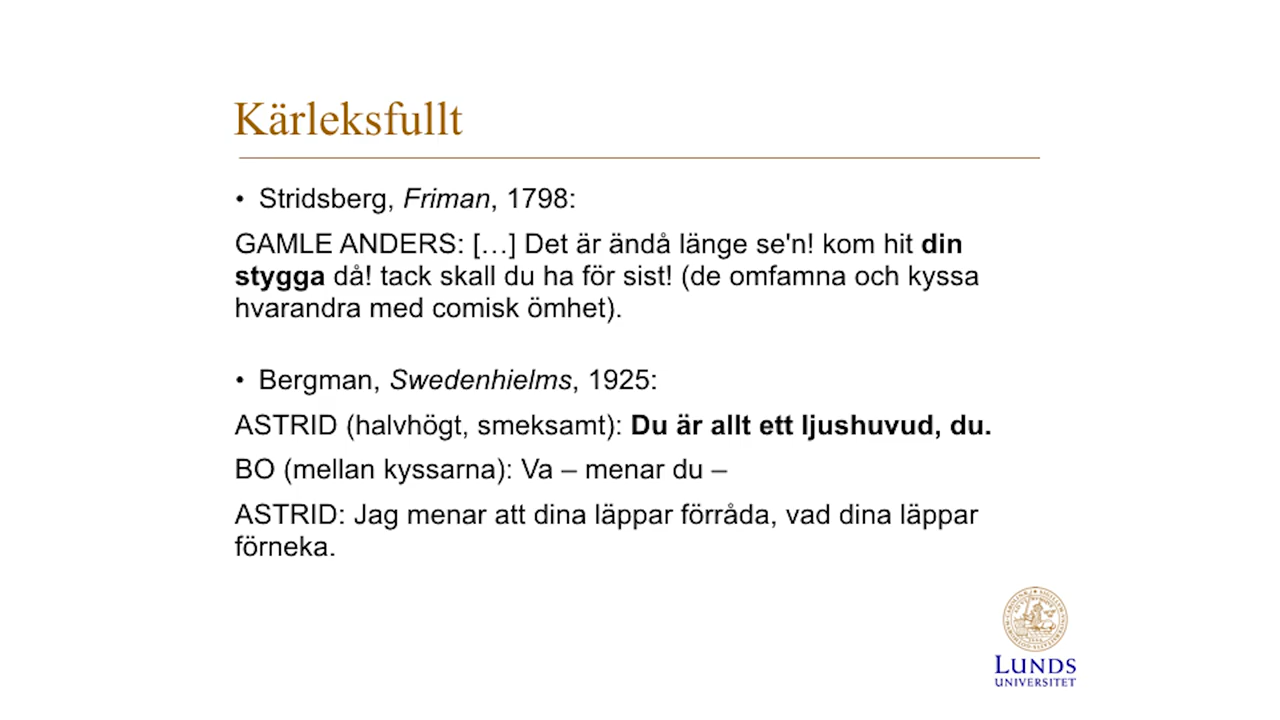 Kärleksfullt
• Stridsberg, Friman, 1798:
GAMLE ANDERS: […] Det är ändå länge se'n! kom hit din
stygga då! tack skall du ha för sist! (de omfamna och kyssa
hvarandra med comisk ömhet).
• Bergman, Swedenhielms, 1925:
ASTRID (halvhögt, smeksamt): Du är allt ett ljushuvud, du.
BO (mellan kyssarna): Va – menar du –
ASTRID: Jag menar att dina läppar förråda, vad dina läppar
förneka.
LUNDS
UNIVERSITET